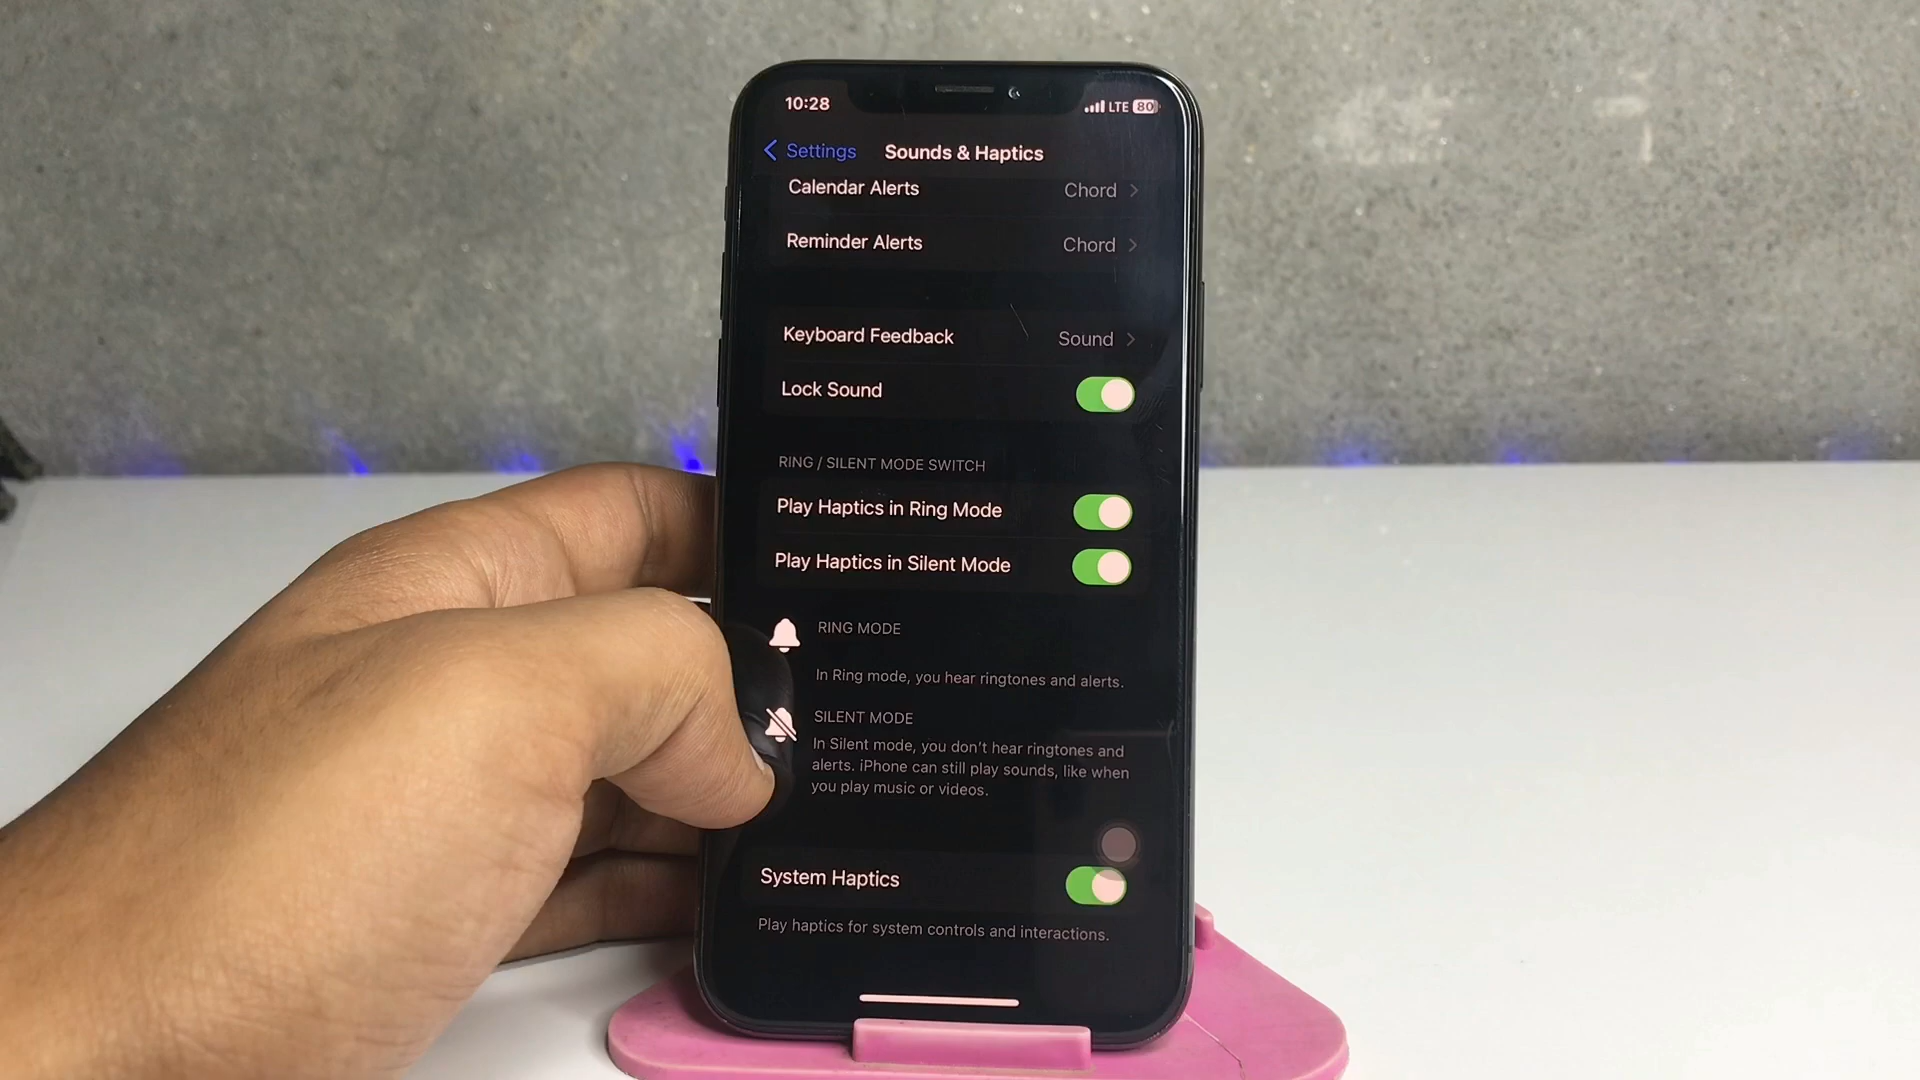 10:28
LTE 80
Settings
Sounds & Haptics
Calendar Alerts Chord
Reminder Alerts Chord
Keyboard Feedback Sound
Lock Sound
RING / SILENT MODE SWITCH
Play Haptics in Ring Mode
Play Haptics in Silent Mode
RING MODE
In Ring mode, you hear ringtones and alerts.
SILENT MODE
In Silent mode, you don't hear ringtones and
alerts. iPhone can still play sounds, like when
you play music or videos.
System Haptics
Play haptics for system controls and interactions.